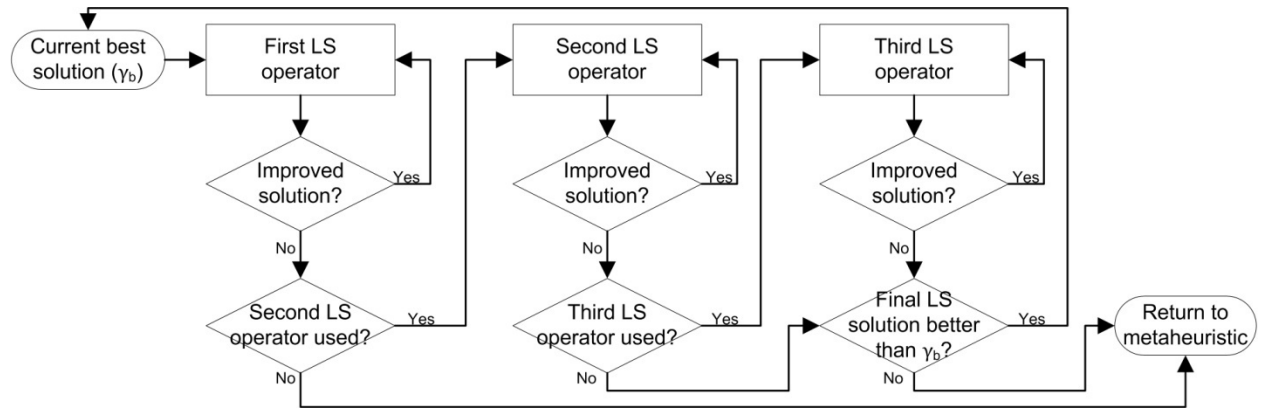 Current best
solution (γb)
First LS
operator
Second LS
operator
Third LS
operator
Improved
solution?
Yes
Improved
solution?
Yes
Improved
solution?
Yes
No
No
No
Second LS
operator used?
Yes
Third LS
operator used?
Yes
Final LS
solution better
than γb?
Yes
Return to
metaheuristic
No
No
No